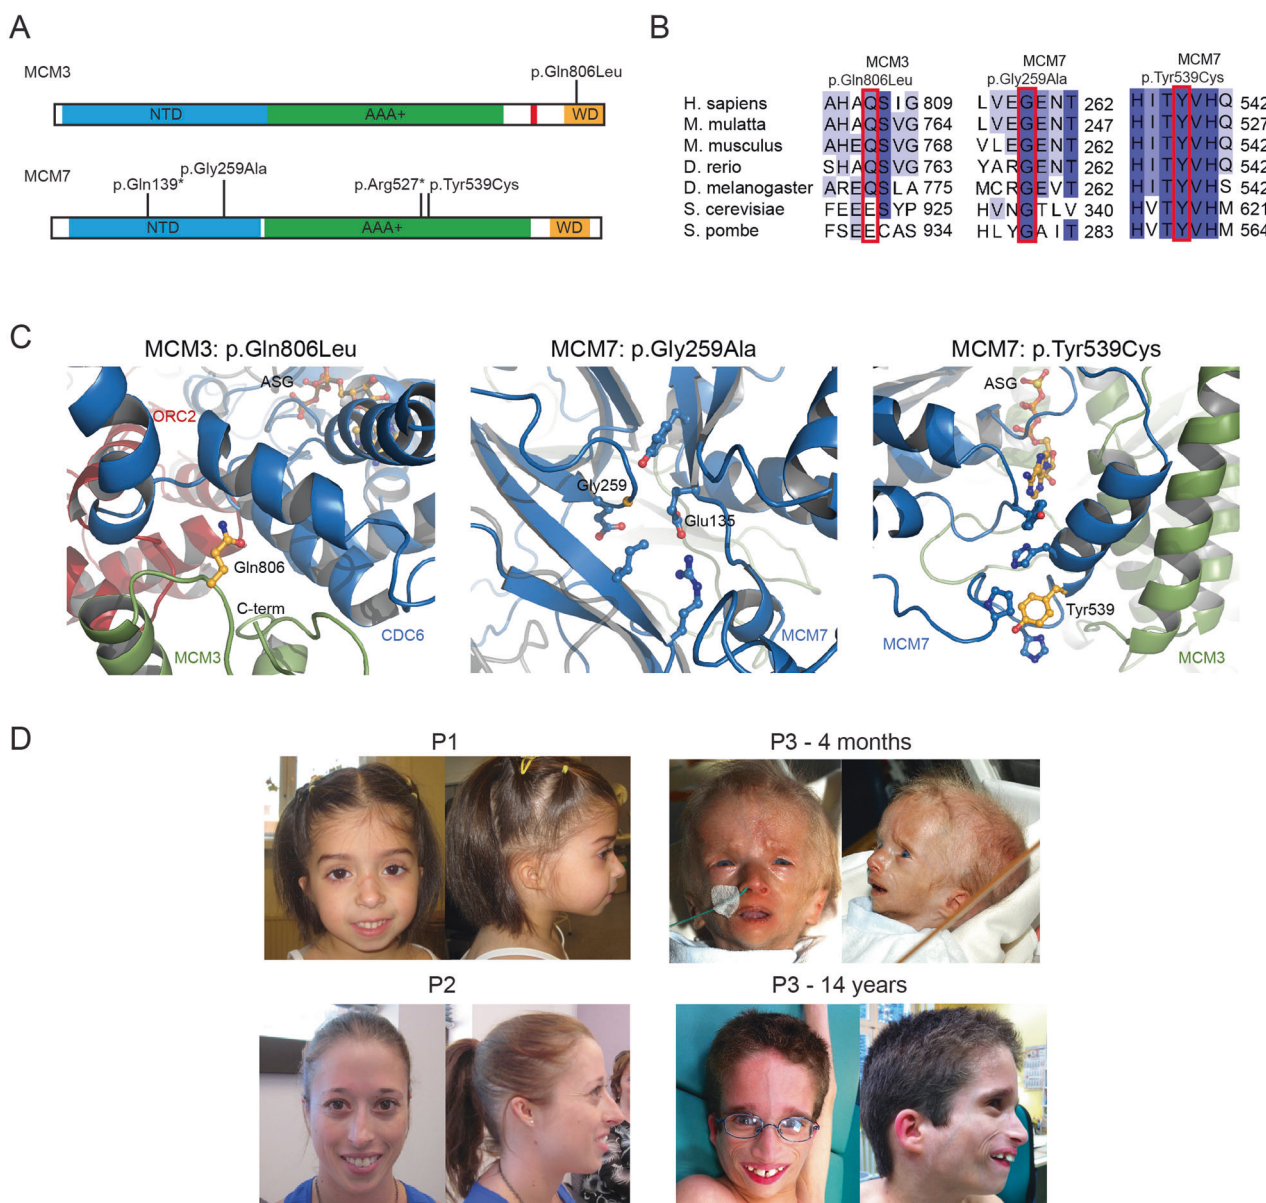 A
MCM3
p.Gln806Leu
NTD AAA+ WD
MCM7
p.Gln139* p.Gly259Ala p.Arg527* p.Tyr539Cys
NTD AAA+ WD
B
MCM3 MCM7 MCM7
p.Gln806Leu p.Gly259Ala p.Tyr539Cys
H. sapiens AHAQSIG 809 LVEGENT 262 HITYVHQ 542
M. mulatta AHAQSVG 764 LVEGENT 247 HITYVHQ 527
M. musculus AHEQSVG 768 VLEGENT 262 HITYVHQ 542
D. rerio SHAQSVG 763 YARGENT 262 HITYVHQ 542
D. melanogaster AREQSLA 775 MCRGEVT 262 HITYVHS 542
S. cerevisiae FEEESYP 925 HVNGTLV 340 HVTYVHM 621
S. pombe FSEECAS 934 HLYGAIT 283 HVTYVHM 564
C
MCM3: p.Gln806Leu
ASG
ORC2
Gln806
C-term
CDC6
MCM3
MCM7: p.Gly259Ala
Gly259
Glu135
MCM7
MCM7: p.Tyr539Cys
ASG
Tyr539
MCM7
MCM3
D
P1
P3 - 4 months
P2
P3 - 14 years